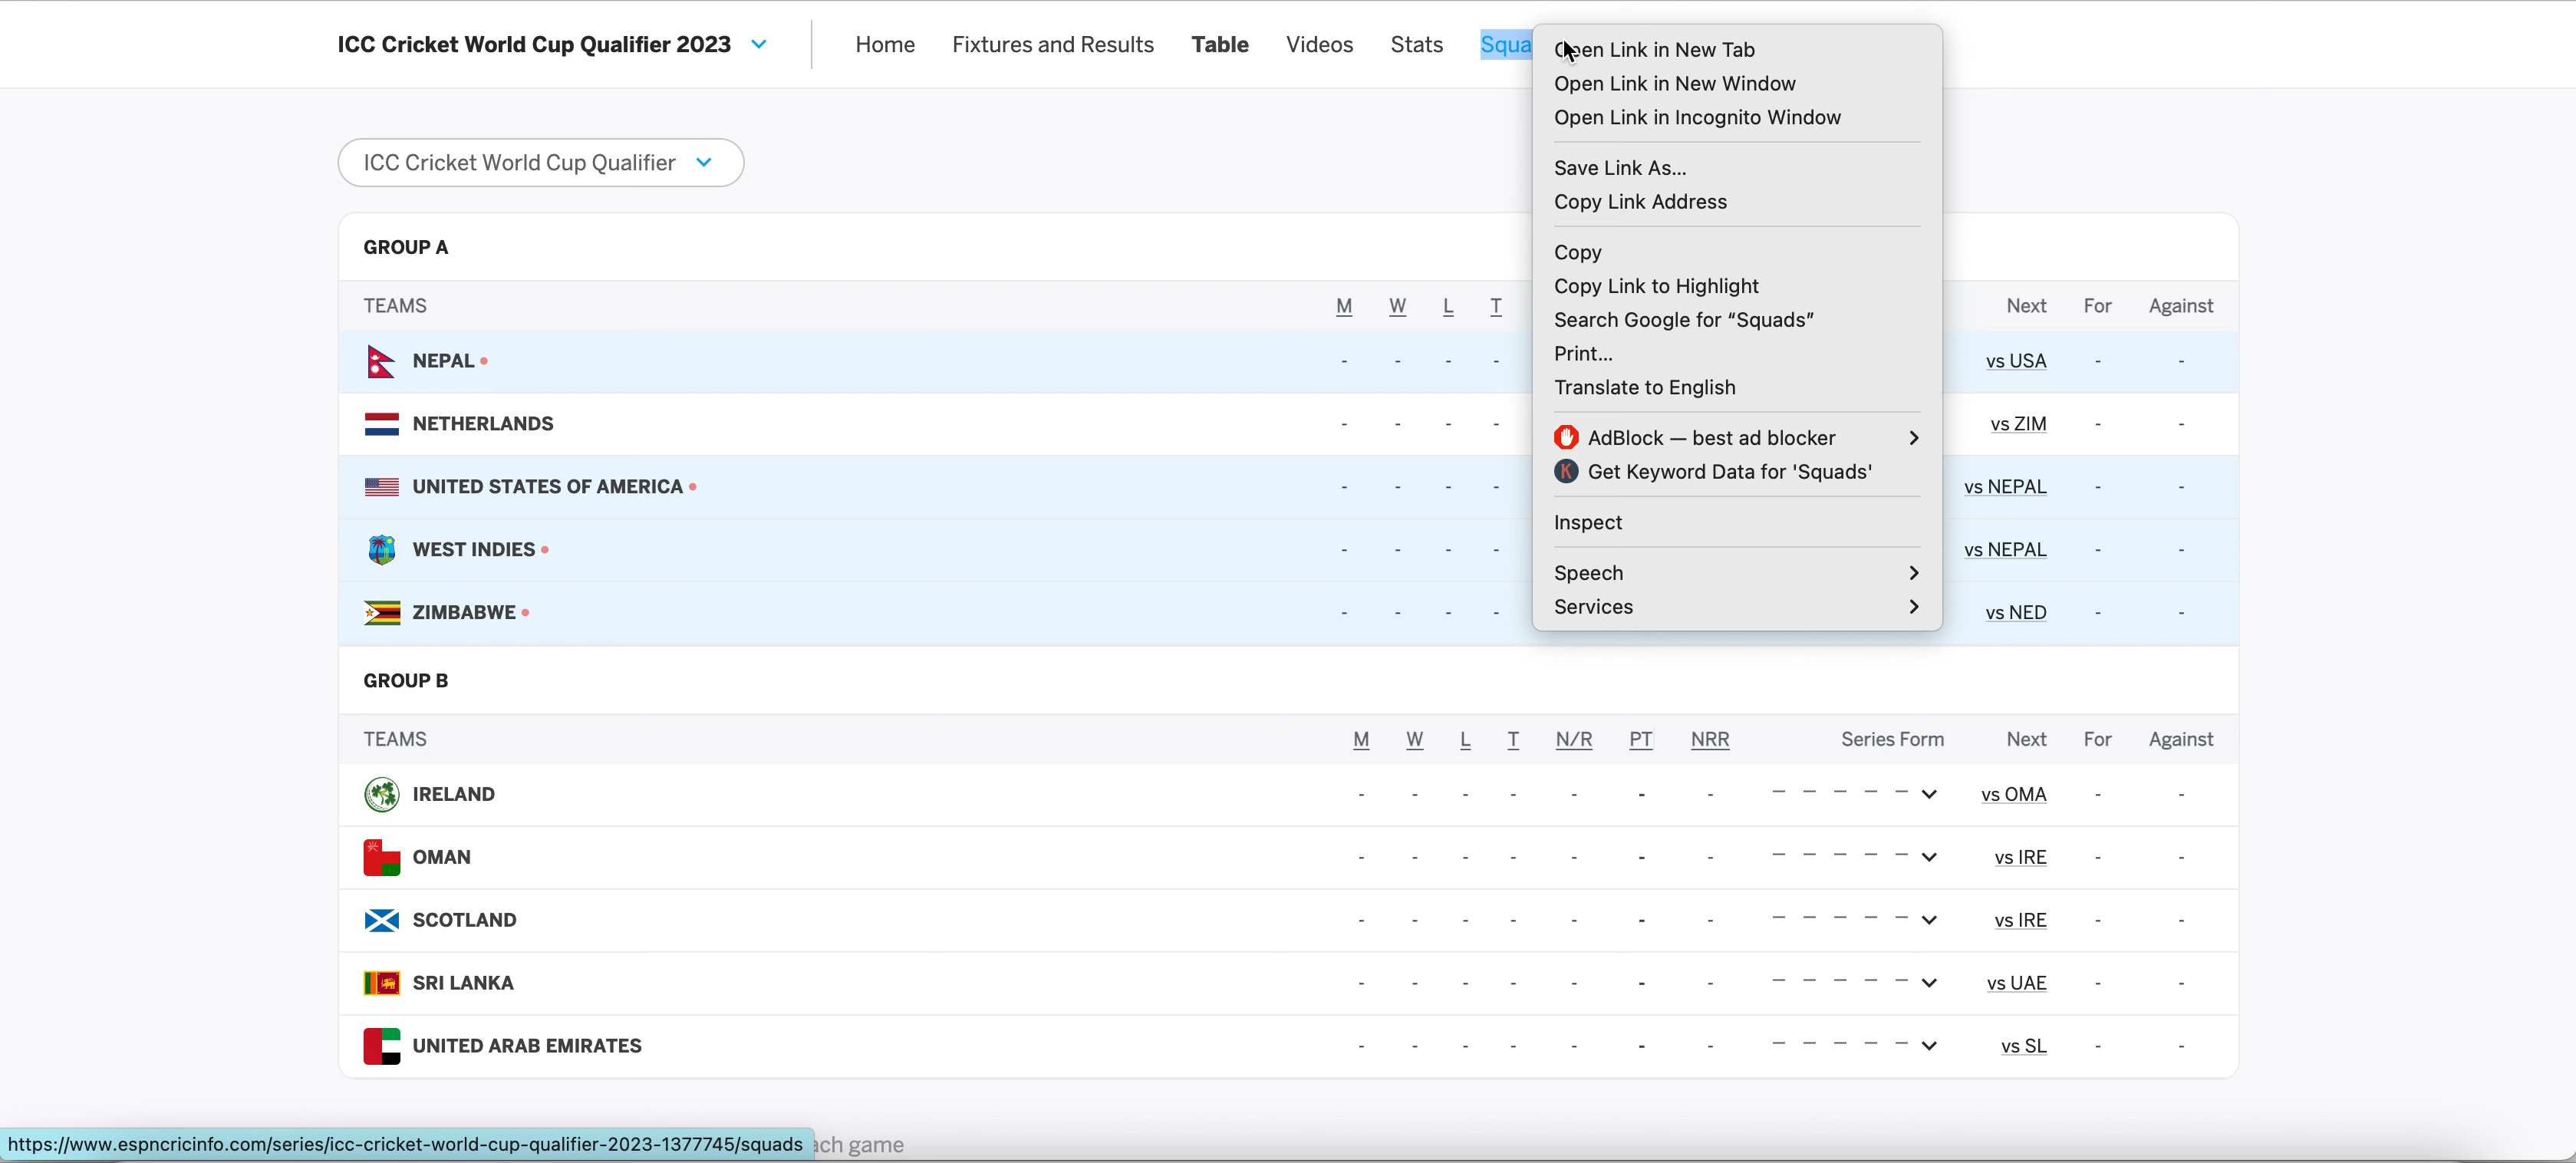 ICC Cricket World Cup Qualifier 2023 Home Fixtures and Results Table Videos Stats Squa
Open Link in New Tab
Open Link in New Window
Open Link in Incognito Window
Save Link As...
Copy Link Address
Copy
Copy Link to Highlight
Search Google for “Squads”
Print...
Translate to English
AdBlock — best ad blocker
K Get Keyword Data for 'Squads'
Inspect
Speech
Services
ICC Cricket World Cup Qualifier
GROUP A
TEAMS M W L T Next For Against
NEPAL - - - - vs USA - -
NETHERLANDS - - - - vs ZIM - -
UNITED STATES OF AMERICA - - - - vs NEPAL - -
WEST INDIES - - - - vs NEPAL - -
ZIMBABWE - - - - vs NED - -
GROUP B
TEAMS M W L T N/R PT NRR Series Form Next For Against
IRELAND - - - - - - - – – – – – vs OMA - -
OMAN - - - - - - - – – – – – vs IRE - -
SCOTLAND - - - - - - - – – – – – vs IRE - -
SRI LANKA - - - - - - - – – – – – vs UAE - -
UNITED ARAB EMIRATES - - - - - - - – – – – – vs SL - -
https://www.espncricinfo.com/series/icc-cricket-world-cup-qualifier-2023-1377745/squads ach game